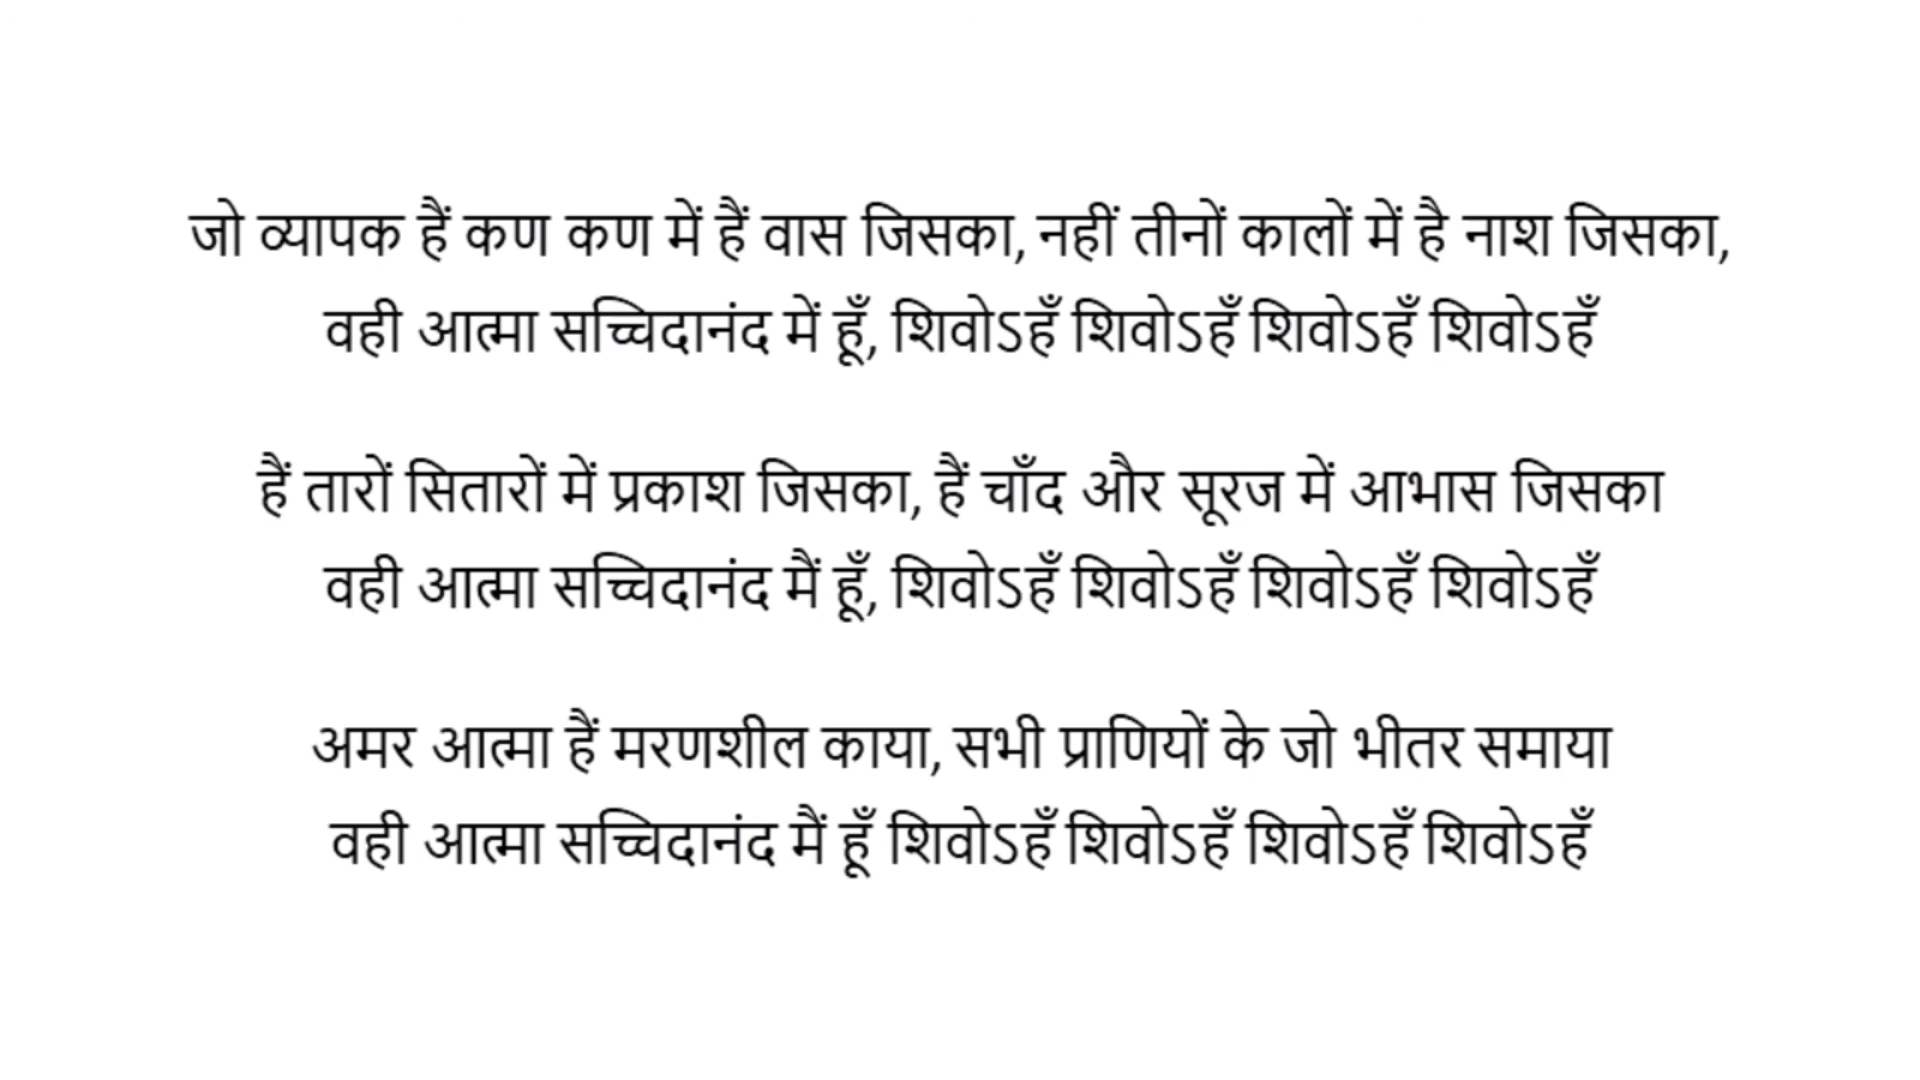 जो व्यापक हैं कण कण में हैं वास जिसका, नहीं तीनों कालों में है नाश जिसका,
वही आत्मा सच्चिदानंद में हूँ, शिवोऽहँ शिवोऽहँ शिवोऽहँ शिवोऽहँ
हैं तारों सितारों में प्रकाश जिसका, हैं चाँद और सूरज में आभास जिसका
वही आत्मा सच्चिदानंद मैं हूँ, शिवोऽहँ शिवोऽहँ शिवोऽहँ शिवोऽहँ
अमर आत्मा हैं मरणशील काया, सभी प्राणियों के जो भीतर समाया
वही आत्मा सच्चिदानंद मैं हूँ शिवोऽहँ शिवोऽहँ शिवोऽहँ शिवोऽहँ